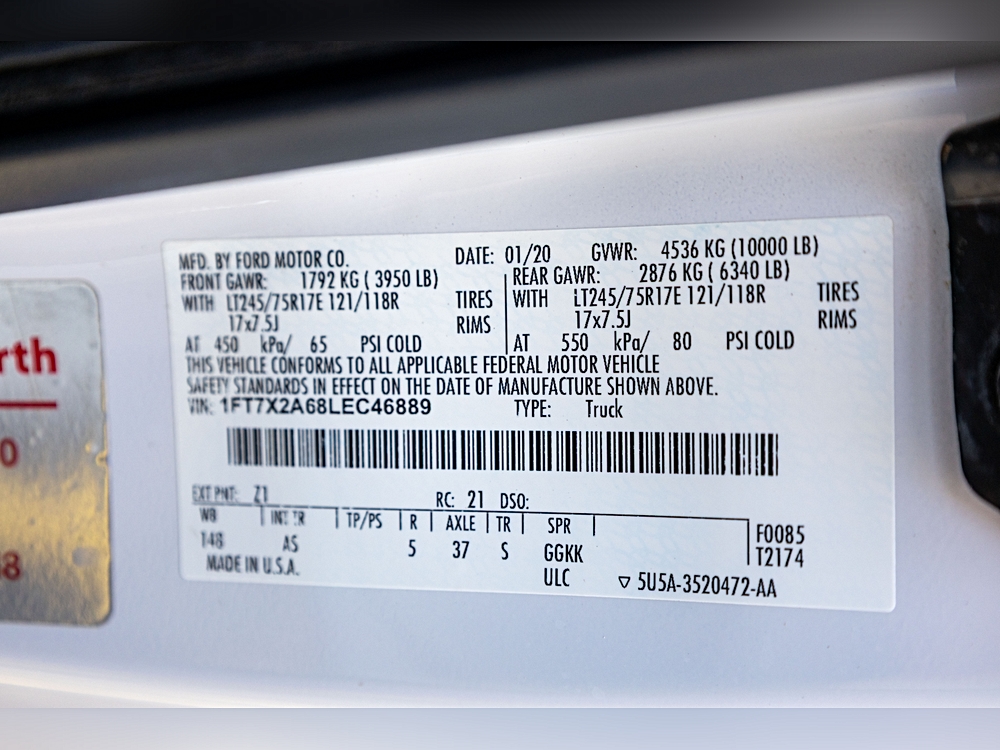 MFD. BY FORD MOTOR CO. DATE: 01/20 GVWR: 4536 KG (10000 LB)
FRONT GAWR: 1792 KG ( 3950 LB) REAR GAWR: 2876 KG ( 6340 LB)
WITH LT245/75R17E 121/118R TIRES WITH LT245/75R17E 121/118R TIRES
17x7.5J RIMS 17x7.5J RIMS
AT 450 kPa/ 65 PSI COLD AT 550 kPa/ 80 PSI COLD
THIS VEHICLE CONFORMS TO ALL APPLICABLE FEDERAL MOTOR VEHICLE
SAFETY STANDARDS IN EFFECT ON THE DATE OF MANUFACTURE SHOWN ABOVE.
VIN: 1FT7X2A68LEC46889 TYPE: Truck
EXT PNT: Z1 RC: 21 DSO:
WB INT TR TP/PS R AXLE TR SPR F0085
148 AS 5 37 S GGKK T2174
MADE IN U.S.A. ULC ▽ 5U5A-3520472-AA
rth
0
8